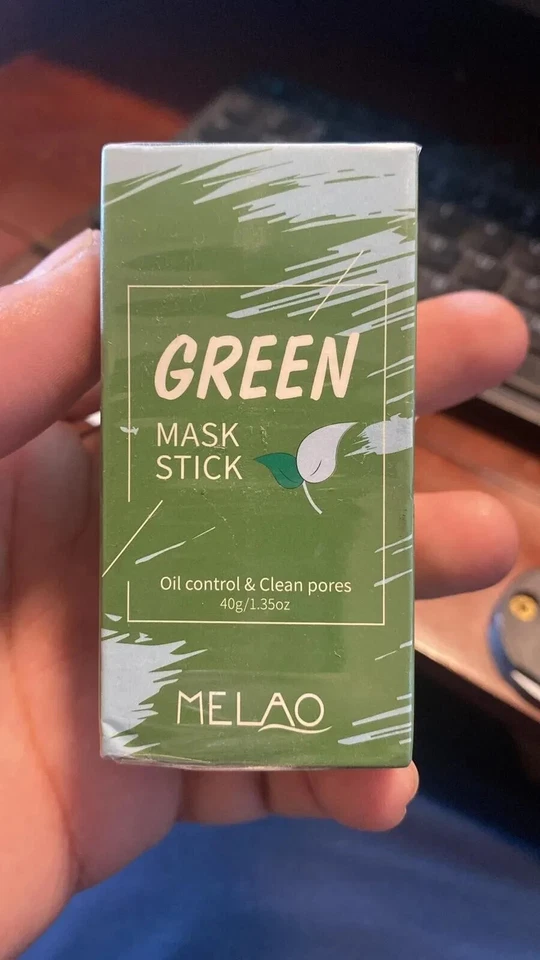 GREEN
MASK
STICK
Oil control & Clean pores
40g/1.35oz
MELAO